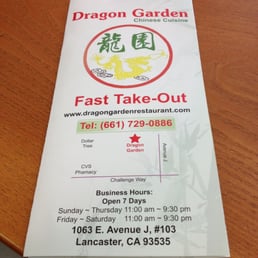 Dragon Garden
Chinese Cuisine
龍園
Fast Take-Out
www.dragongardenrestaurant.com
Tel: (661) 729-0886
Dollar Tree
Dragon Garden
Avenue J
CVS Pharmacy
Challenger Way
Business Hours:
Open 7 Days
Sunday ~ Thursday 11:00 am ~ 9:30 pm
Friday ~ Saturday 11:00 am ~ 9:30 pm
1063 E. Avenue J, #103
Lancaster, CA 93535